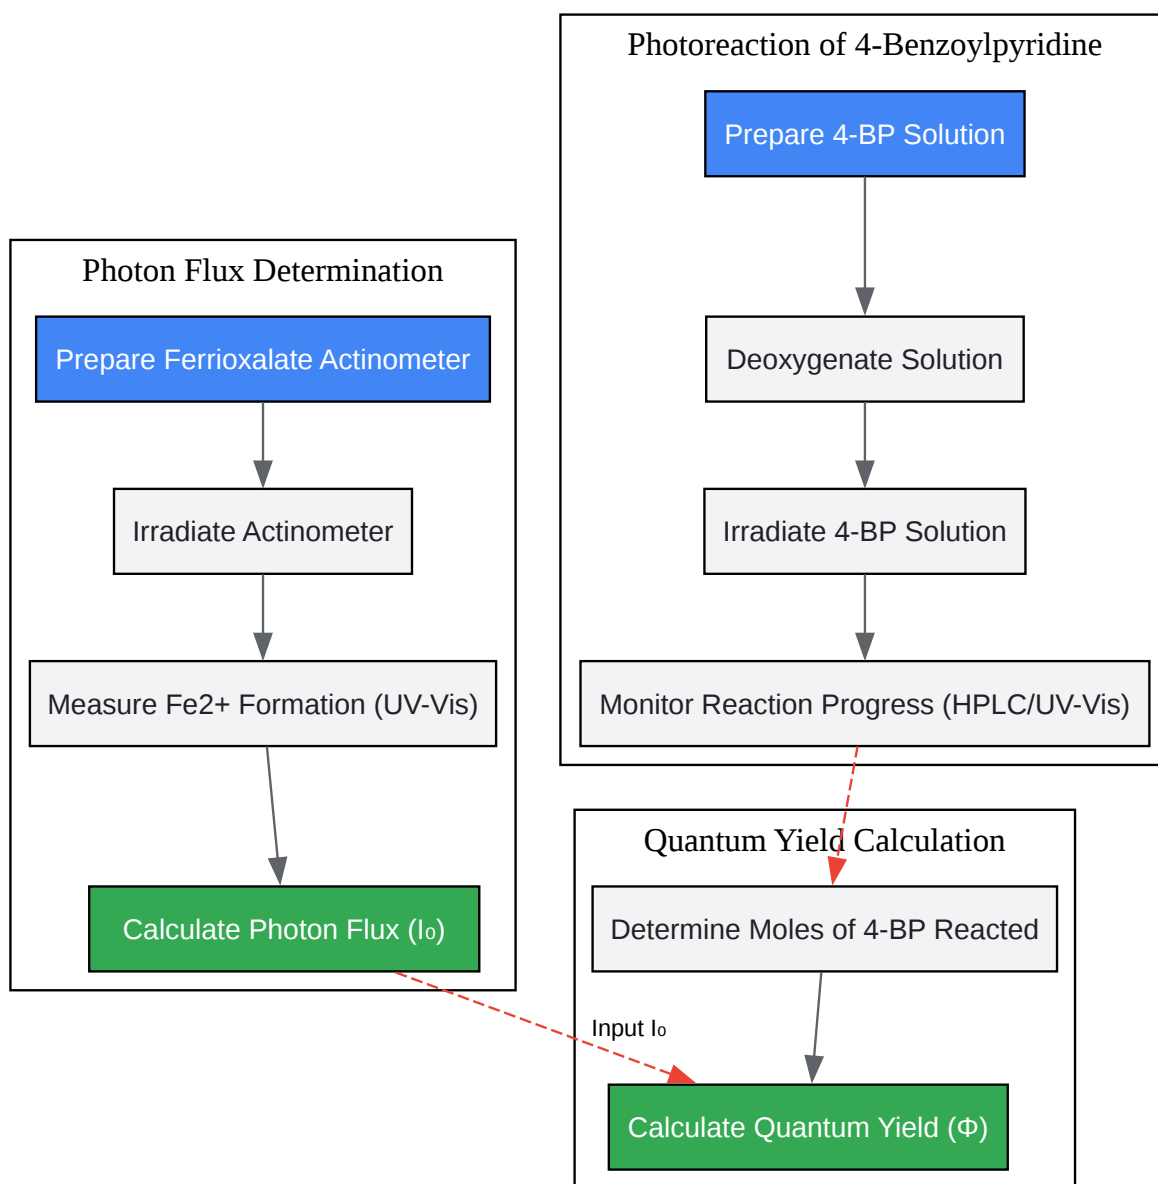 Photoreaction of 4-Benzoylpyridine
Prepare 4-BP Solution
Deoxygenate Solution
Irradiate 4-BP Solution
Monitor Reaction Progress (HPLC/UV-Vis)
Photon Flux Determination
Prepare Ferrioxalate Actinometer
Irradiate Actinometer
Measure Fe2+ Formation (UV-Vis)
Calculate Photon Flux (I₀)
Input I₀
Quantum Yield Calculation
Determine Moles of 4-BP Reacted
Calculate Quantum Yield (Φ)